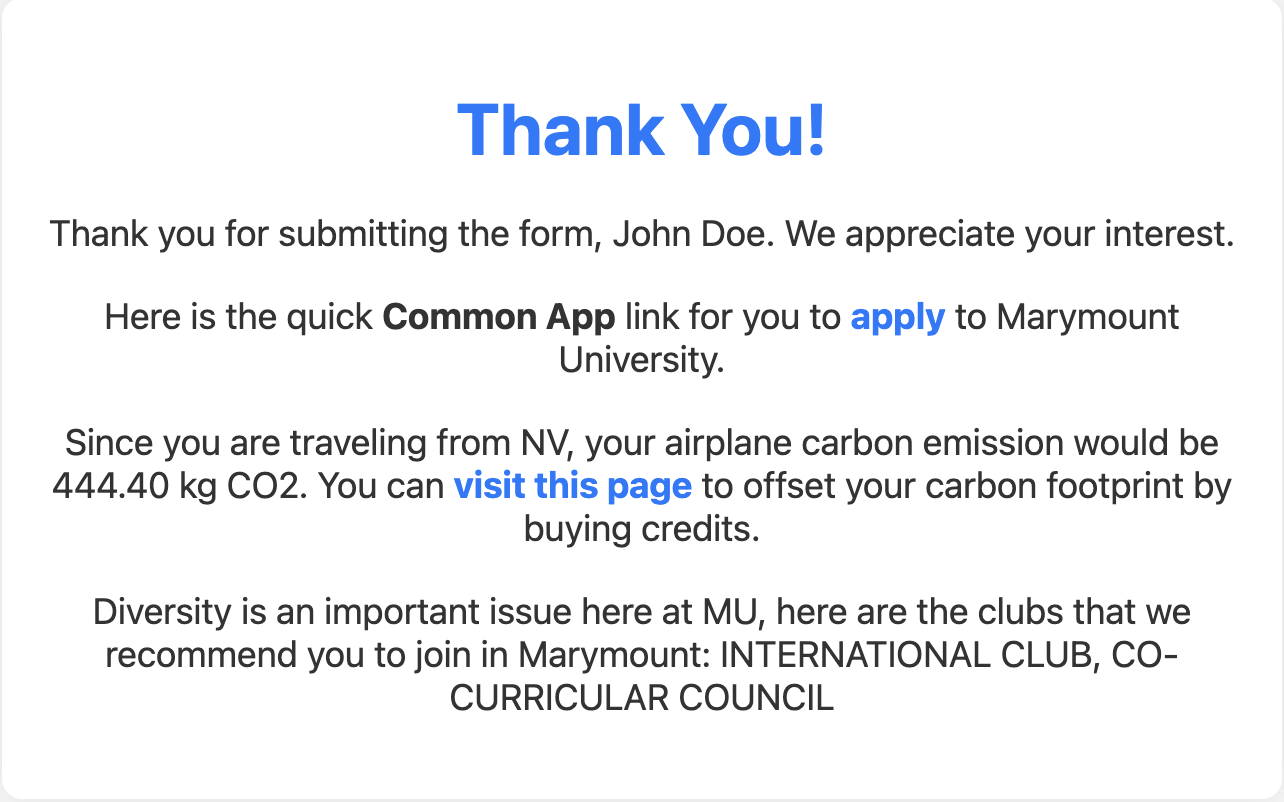 Thank You!
Thank you for submitting the form, John Doe. We appreciate your interest.
Here is the quick Common App link for you to apply to Marymount
University.
Since you are traveling from NV, your airplane carbon emission would be
444.40 kg CO2. You can visit this page to offset your carbon footprint by
buying credits.
Diversity is an important issue here at MU, here are the clubs that we
recommend you to join in Marymount: INTERNATIONAL CLUB, CO-
CURRICULAR COUNCIL